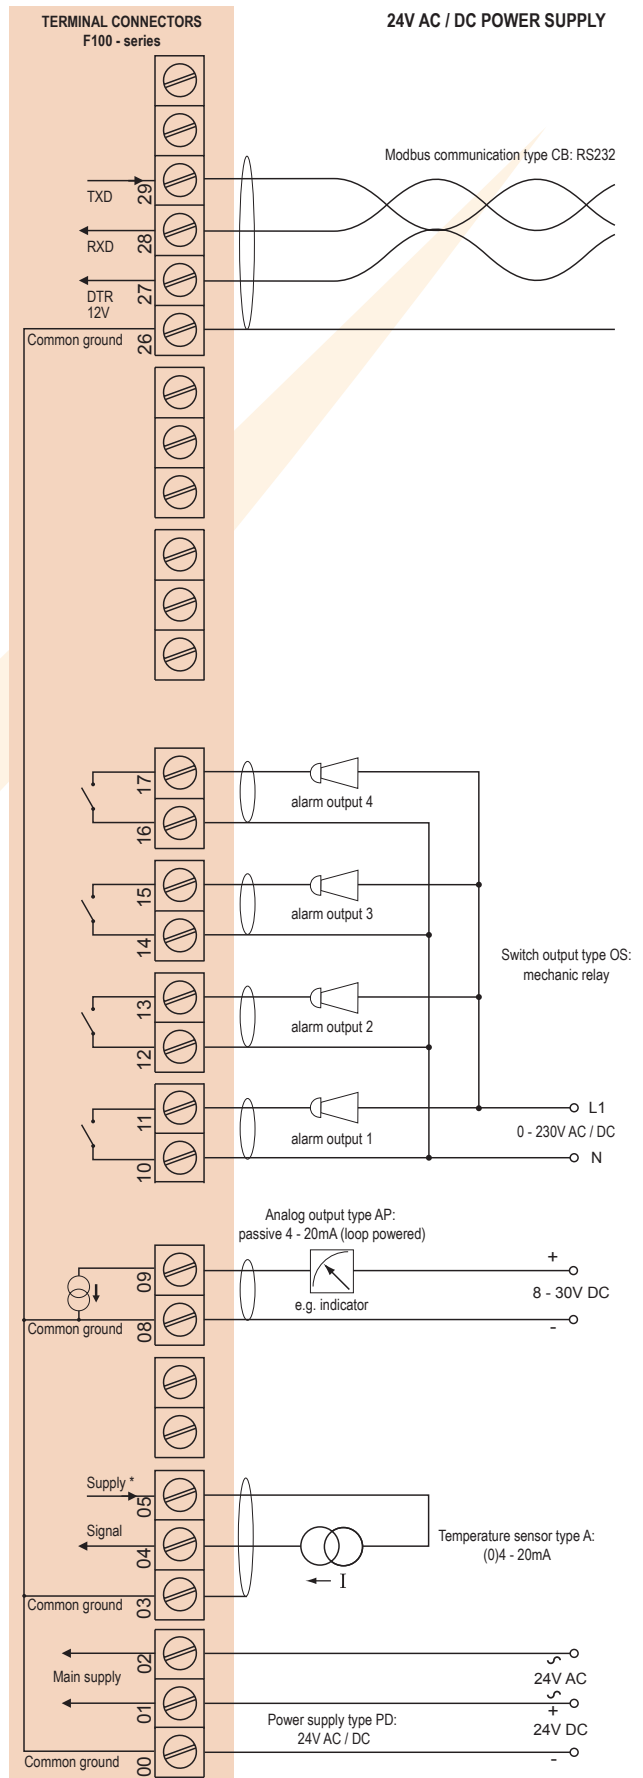 TERMINAL CONNECTORS
F100 - series
24V AC / DC POWER SUPPLY
Modbus communication type CB: RS232
TXD
29
RXD
28
DTR
12V
27
Common ground
26
17
alarm output 4
16
15
alarm output 3
14
Switch output type OS:
mechanic relay
13
alarm output 2
12
11
L1
alarm output 1
0 - 230V AC / DC
10
N
Analog output type AP:
passive 4 - 20mA (loop powered)
09
+
8 - 30V DC
e.g. indicator
Common ground
08
-
Supply *
05
Signal
04
Temperature sensor type A:
(0)4 - 20mA
I
Common ground
03
02
Main supply
24V AC
01
+
Power supply type PD:
24V AC / DC
24V DC
Common ground
00
-